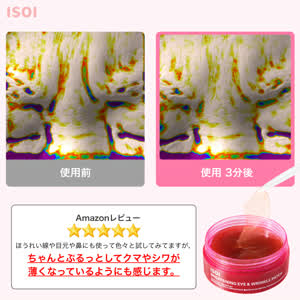 ISOI
使用前
使用 3分後
Amazonレビュー
ほうれい線や目元や鼻にも使って色々と試してみてますが、
ちゃんとぷるっとしてクマやシワが
薄くなっているようにも感じます。
ISOI
BRIGHTENING EYE & WRINKLE PATCH